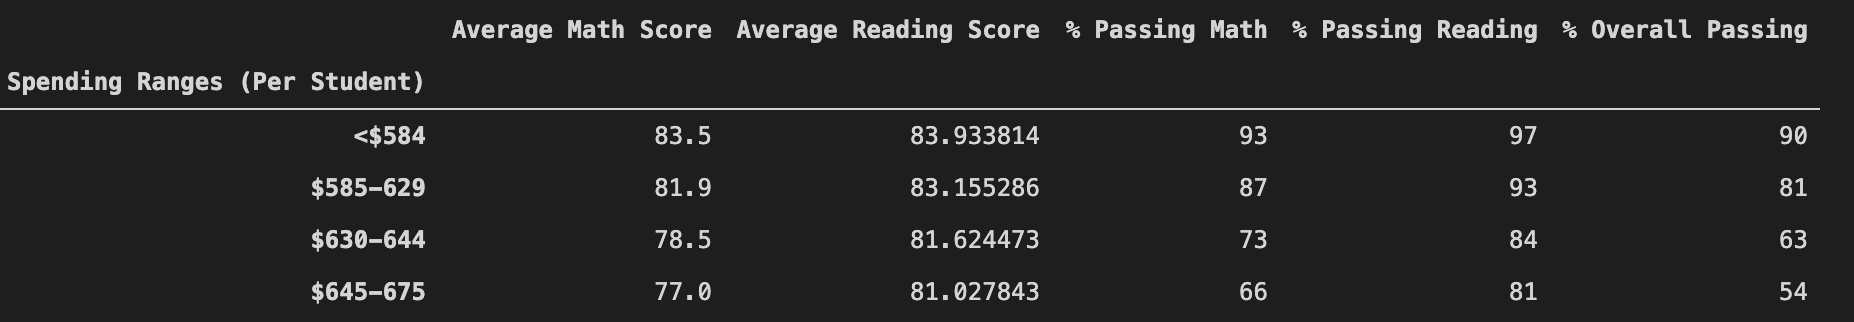 Average Math Score Average Reading Score % Passing Math % Passing Reading % Overall Passing
Spending Ranges (Per Student)
<$584 83.5 83.933814 93 97 90
$585-629 81.9 83.155286 87 93 81
$630-644 78.5 81.624473 73 84 63
$645-675 77.0 81.027843 66 81 54